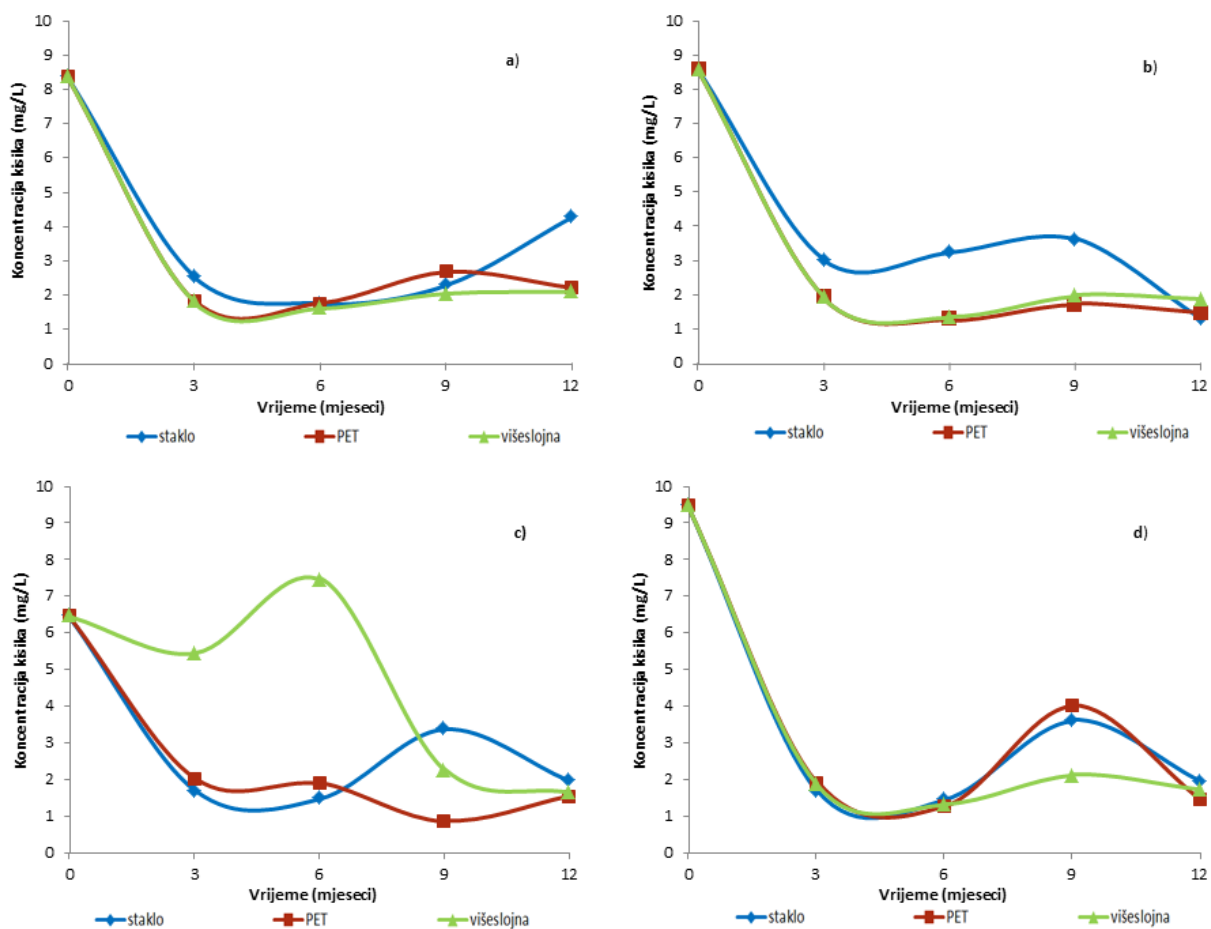 a)
Koncentracija kisika (mg/L)
10
9
8
7
6
5
4
3
2
1
0
0 3 6 9 12
Vrijeme (mjeseci)
staklo PET višeslojna
b)
Koncentracija kisika (mg/L)
10
9
8
7
6
5
4
3
2
1
0
0 3 6 9 12
Vrijeme (mjeseci)
staklo PET višeslojna
c)
Koncentracija kisika (mg/L)
10
9
8
7
6
5
4
3
2
1
0
0 3 6 9 12
Vrijeme (mjeseci)
staklo PET višeslojna
d)
Koncentracija kisika (mg/L)
10
9
8
7
6
5
4
3
2
1
0
0 3 6 9 12
Vrijeme (mjeseci)
staklo PET višeslojna